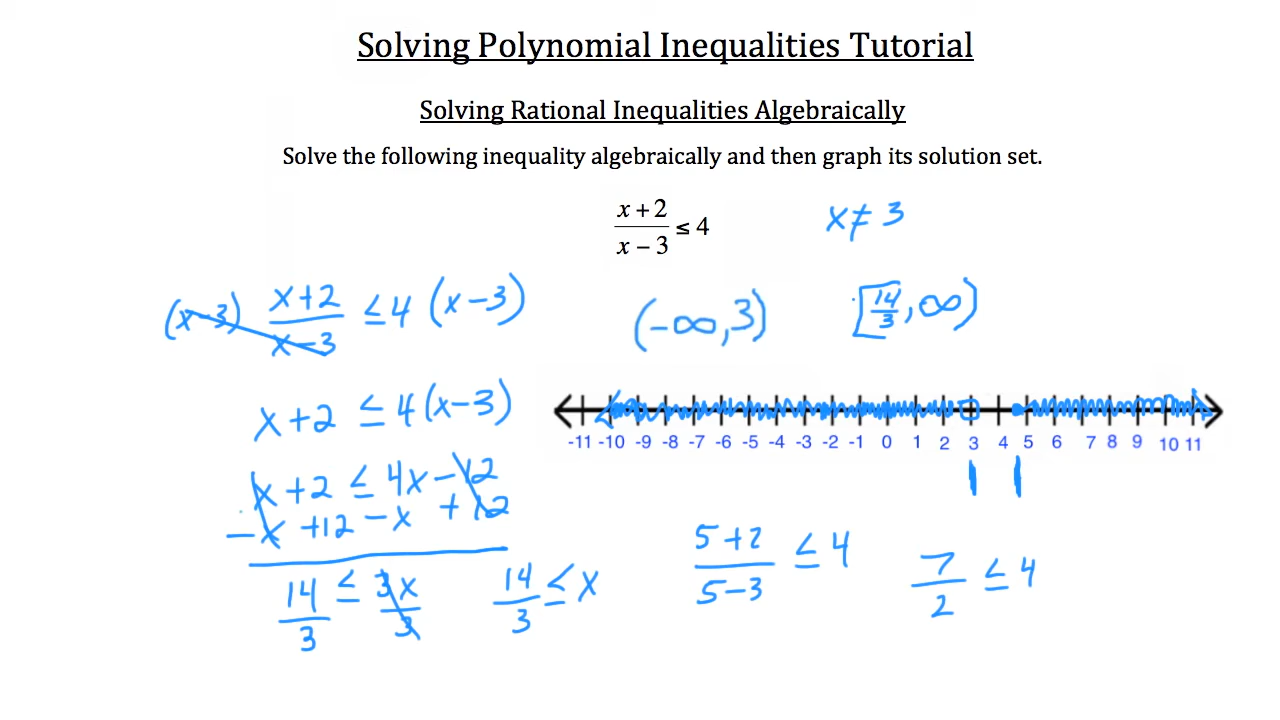 Solving Polynomial Inequalities Tutorial
Solving Rational Inequalities Algebraically
Solve the following inequality algebraically and then graph its solution set.
x + 2
x − 3
≤ 4
x ≠ 3
(x−3) x+2 ≤ 4 (x−3)
x−3
(−∞, 3)
[14/3, ∞)
x+2 ≤ 4(x−3)
-11 -10 -9 -8 -7 -6 -5 -4 -3 -2 -1 0 1 2 3 4 5 6 7 8 9 10 11
x+2 ≤ 4x−12
−x +12 −x +12
14/3 ≤ 3x/3
14/3 ≤ x
5+2 ≤ 4
5−3
7/2 ≤ 4